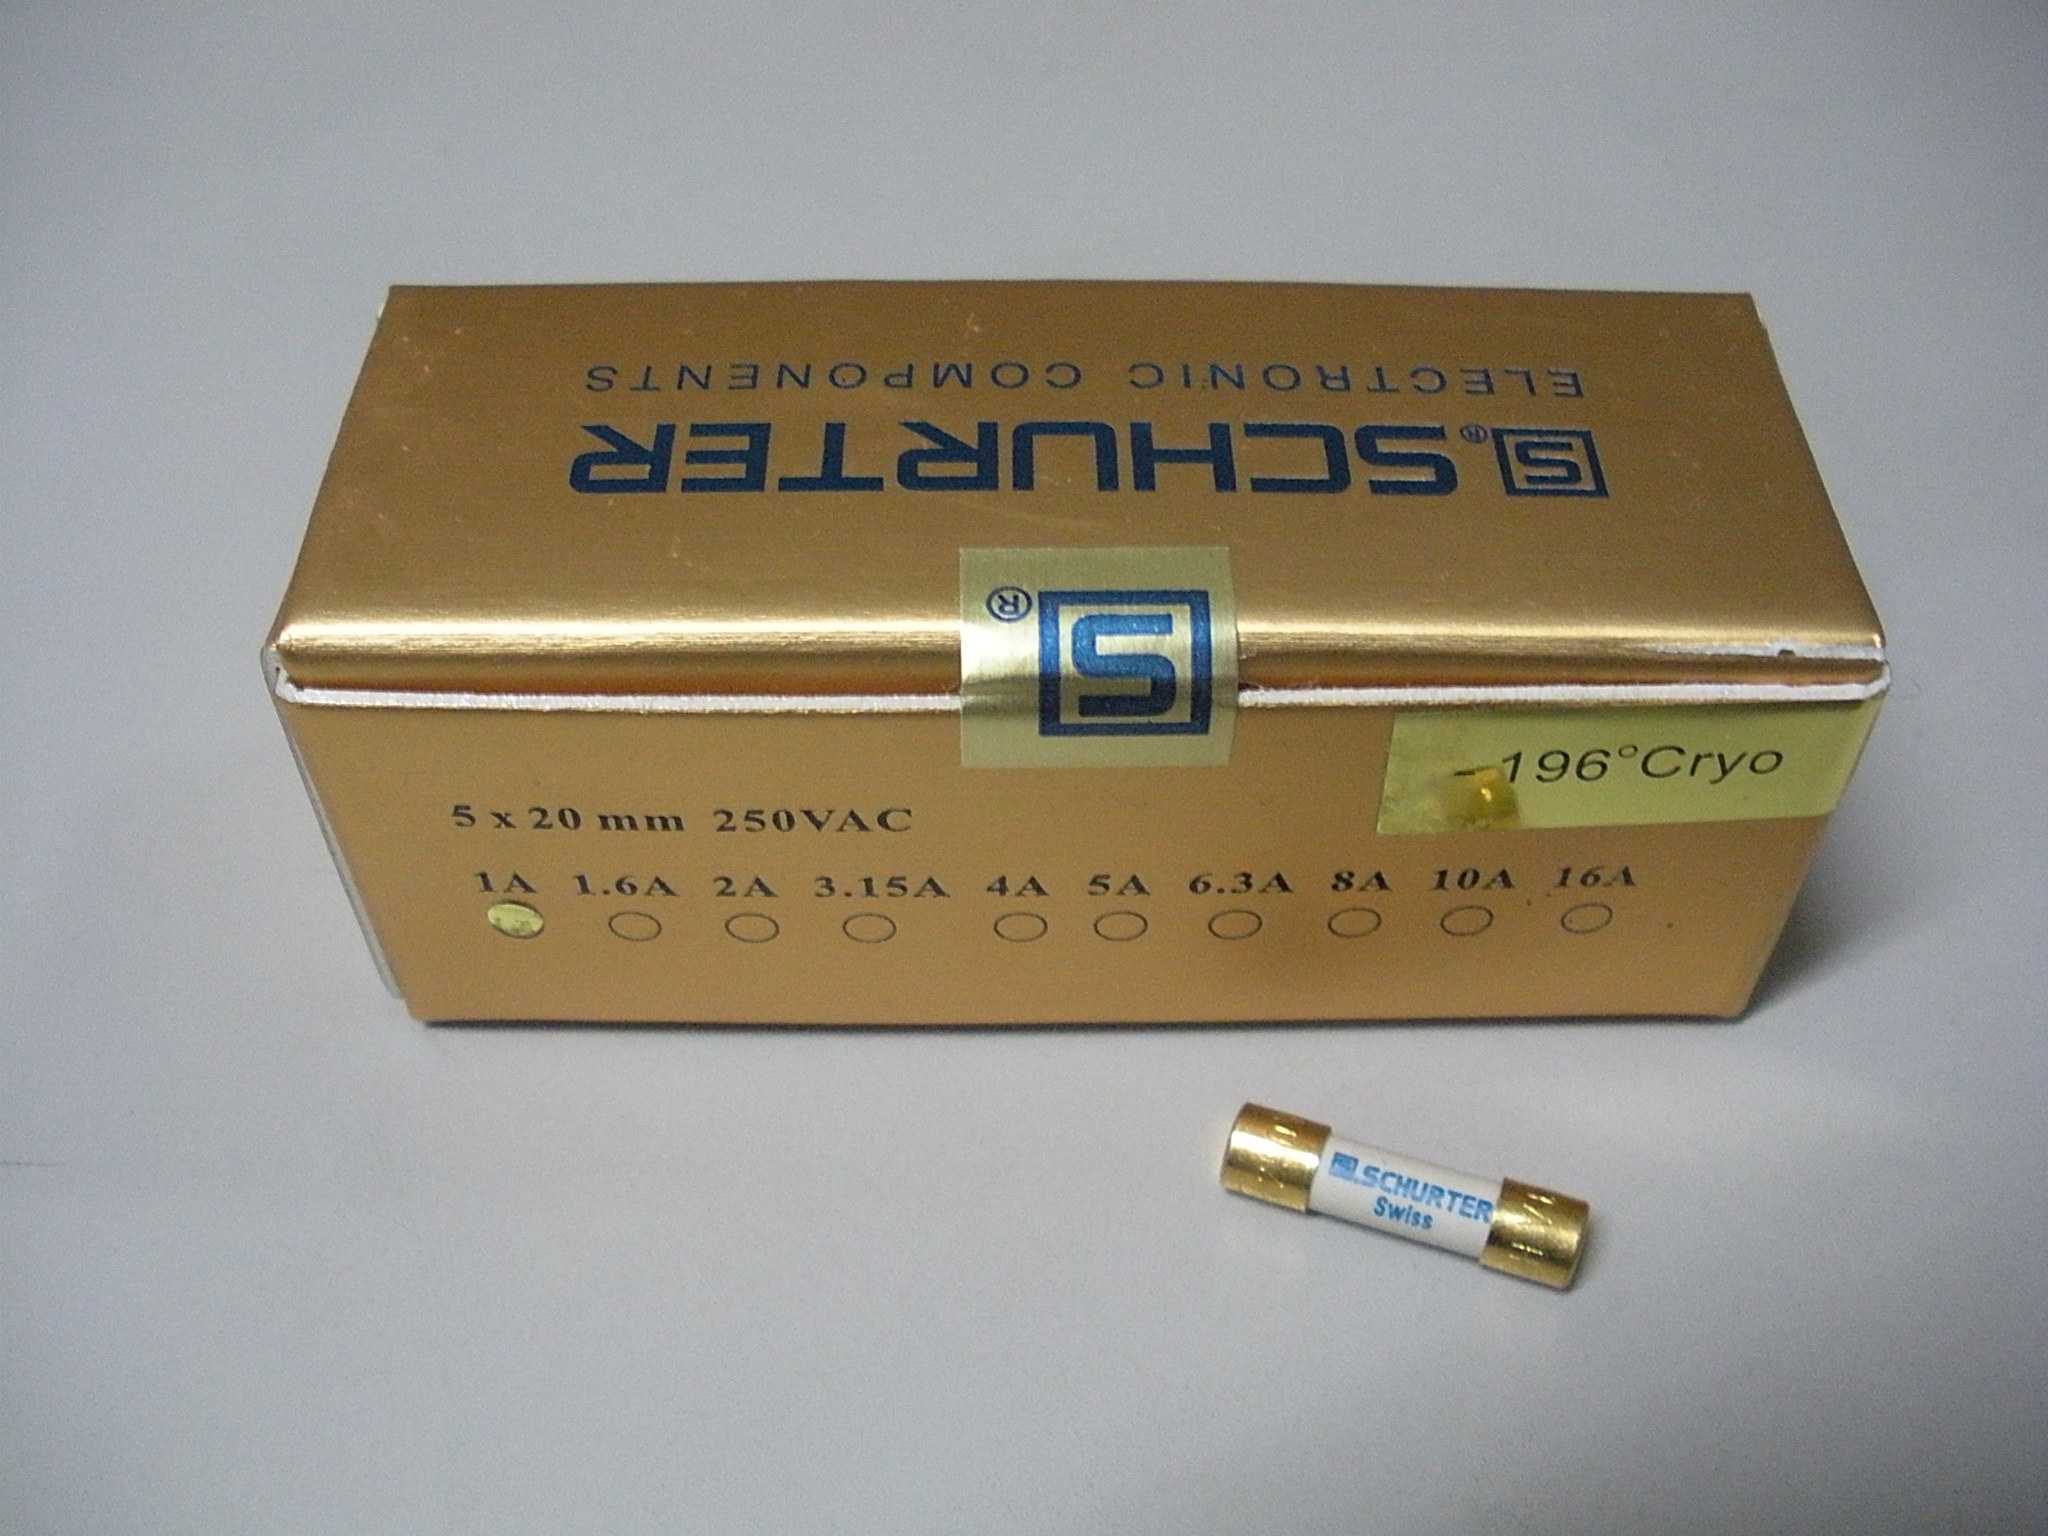 S.SCHURTER®
ELECTRONIC COMPONENTS
S®
-196°Cryo
5 x 20 mm 250VAC
1A 1.6A 2A 3.15A 4A 5A 6.3A 8A 10A 16A
S.SCHURTER
Swiss